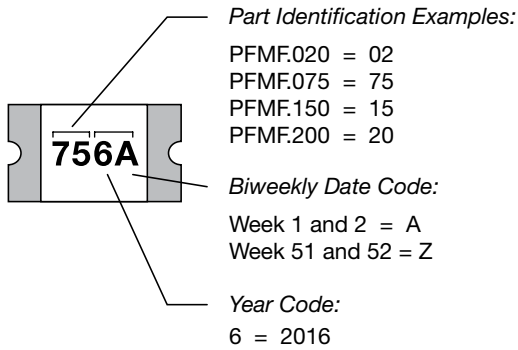 Part Identification Examples:
PFMF.020 = 02
PFMF.075 = 75
PFMF.150 = 15
PFMF.200 = 20
756A
Biweekly Date Code:
Week 1 and 2 = A
Week 51 and 52 = Z
Year Code:
6 = 2016